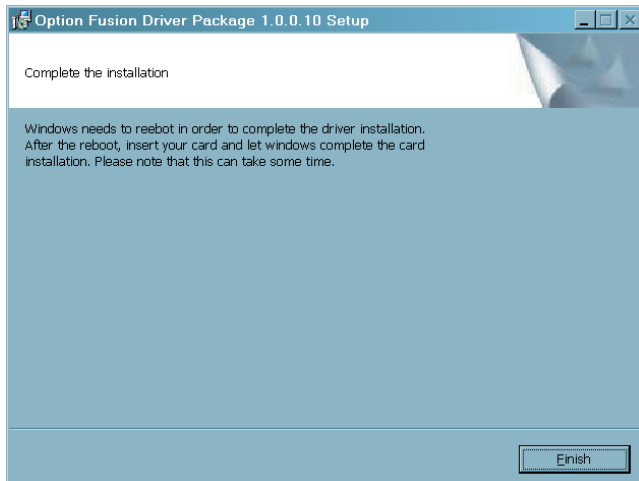 Option Fusion Driver Package 1.0.0.10 Setup
Complete the installation
Windows needs to reebot in order to complete the driver installation.
After the reboot, insert your card and let windows complete the card
installation. Please note that this can take some time.
Finish